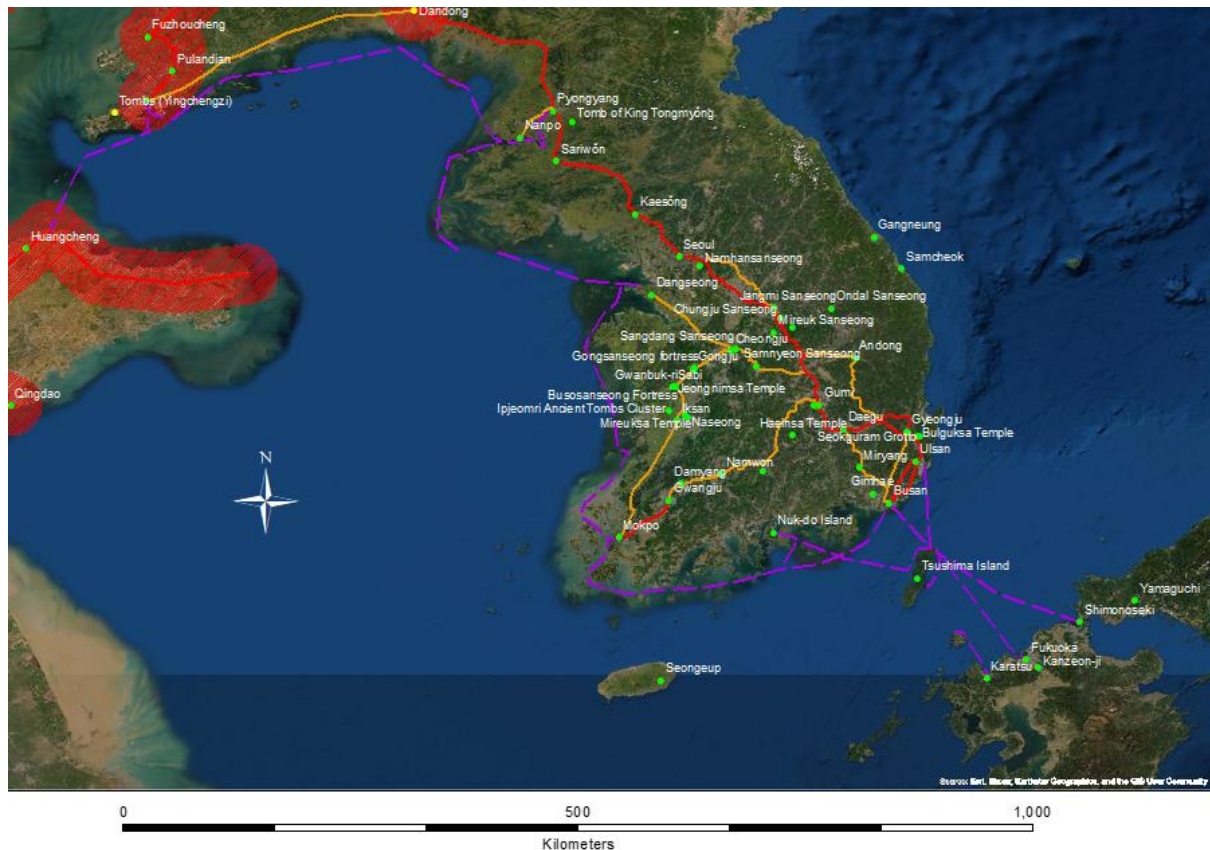 Fuzhoucheng
Dandong
Pulandian
Tombs (Yingchengzi)
Pyongyang
Tomb of King Tongmyŏng
Nanpo
Sariwŏn
Kaesŏng
Huangcheng
Gangneung
Seoul
Namhansanseong
Samcheok
Dangseong
Jangmi Sanseong
Ondal Sanseong
Chungju Sanseong
Mireuk Sanseong
Sangdang Sanseong
Cheongju
Andong
Gongsanseong fortress
Gongju
Samnyeon Sanseong
Gwanbuk-ri
Sabi
Jeongnimsa Temple
Busosanseong Fortress
Gumi
Qingdao
Ipjeomri Ancient Tombs Cluster
Iksan
Mireuksa Temple
Naseong
Haeinsa Temple
Daegu
Gyeongju
Seokguram Grotto
Bulguksa Temple
Ulsan
N
Damyang
Namwon
Miryang
Gwangju
Gimhae
Busan
Mokpo
Nuk-do Island
Tsushima Island
Yamaguchi
Shimonoseki
Fukuoka
Kanzeon-ji
Karatsu
Seongeup
0
500
1,000
Kilometers